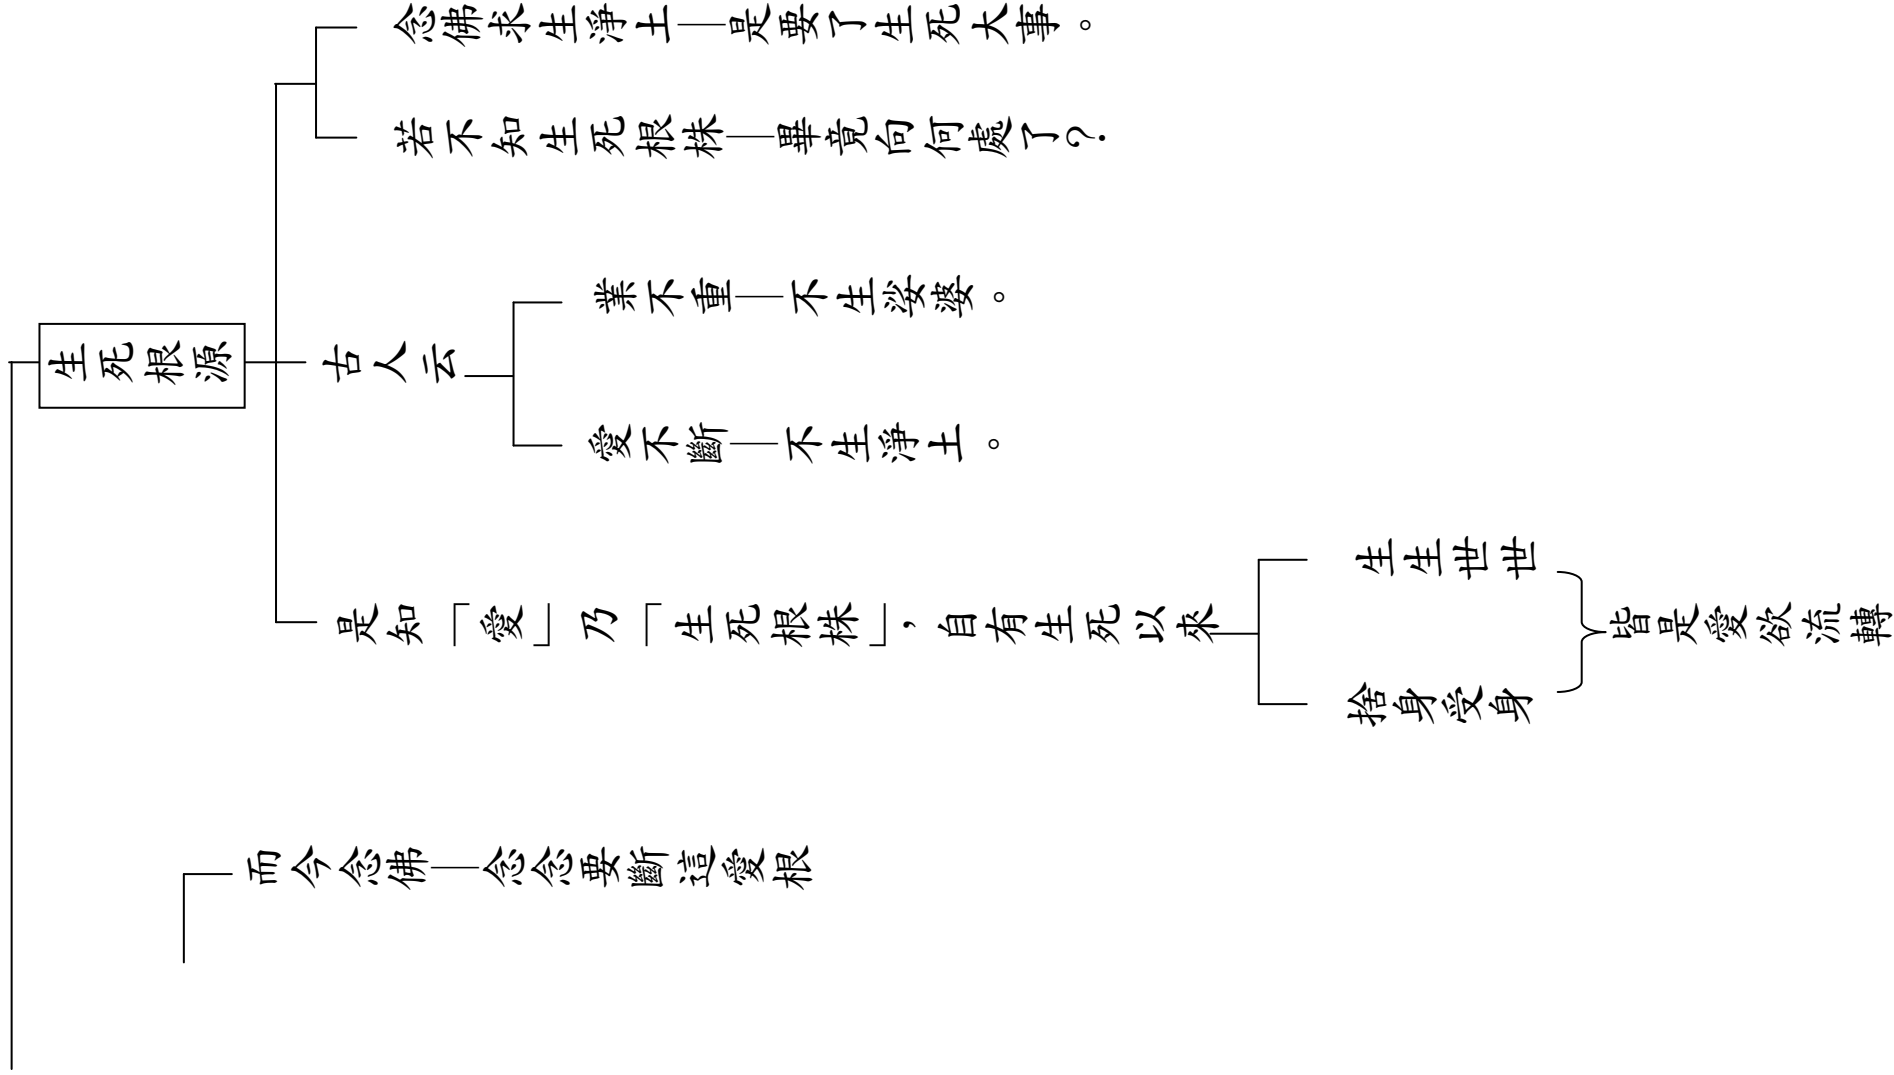 生死根源
念佛求生淨土—是要了生死大事。
若不知生死根株—畢竟向何處了？
古人云
業不重—不生娑婆。
愛不斷—不生淨土。
是知「愛」乃「生死根株」，自有生死以來
生生世世
捨身受身
皆是愛欲流轉
而今念佛—念念要斷這愛根